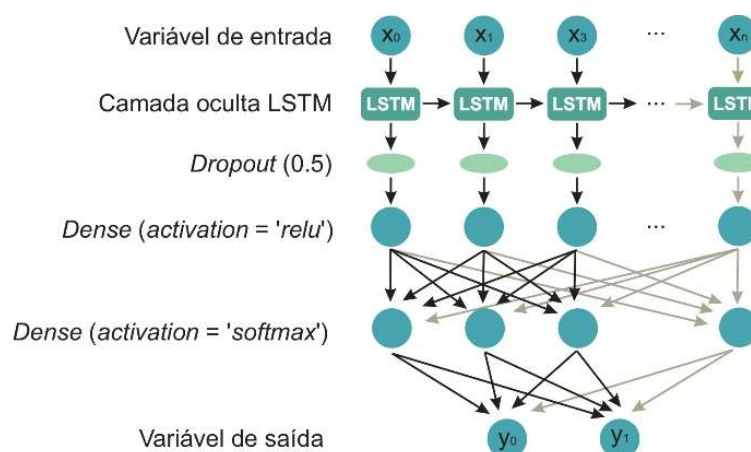 Variável de entrada x0 x1 x3 ... xn
Camada oculta LSTM LSTM LSTM LSTM ... LSTM
Dropout (0.5)
Dense (activation = 'relu') ...
Dense (activation = 'softmax')
Variável de saída y0 y1